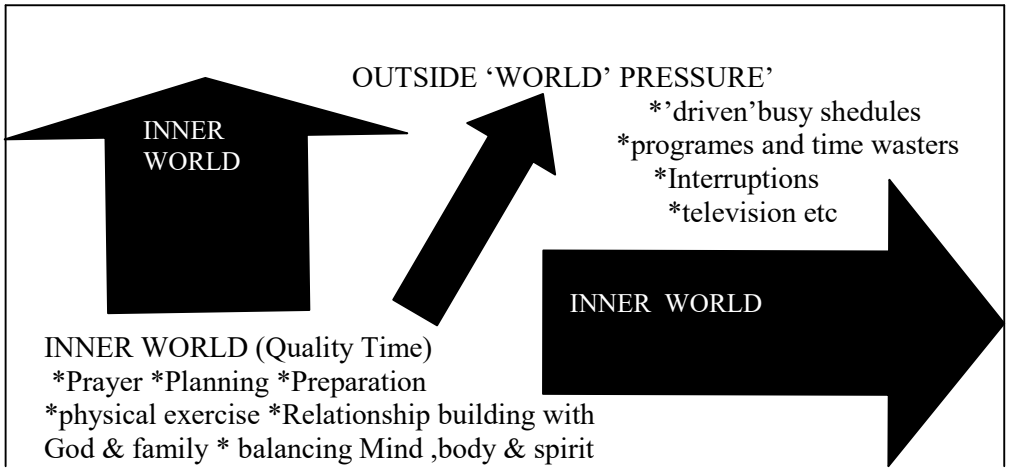 OUTSIDE ‘WORLD’ PRESSURE’
*’driven’busy shedules
*programes and time wasters
*Interruptions
*television etc
INNER
WORLD
INNER WORLD
INNER WORLD (Quality Time)
*Prayer *Planning *Preparation
*physical exercise *Relationship building with
God & family * balancing Mind ,body & spirit